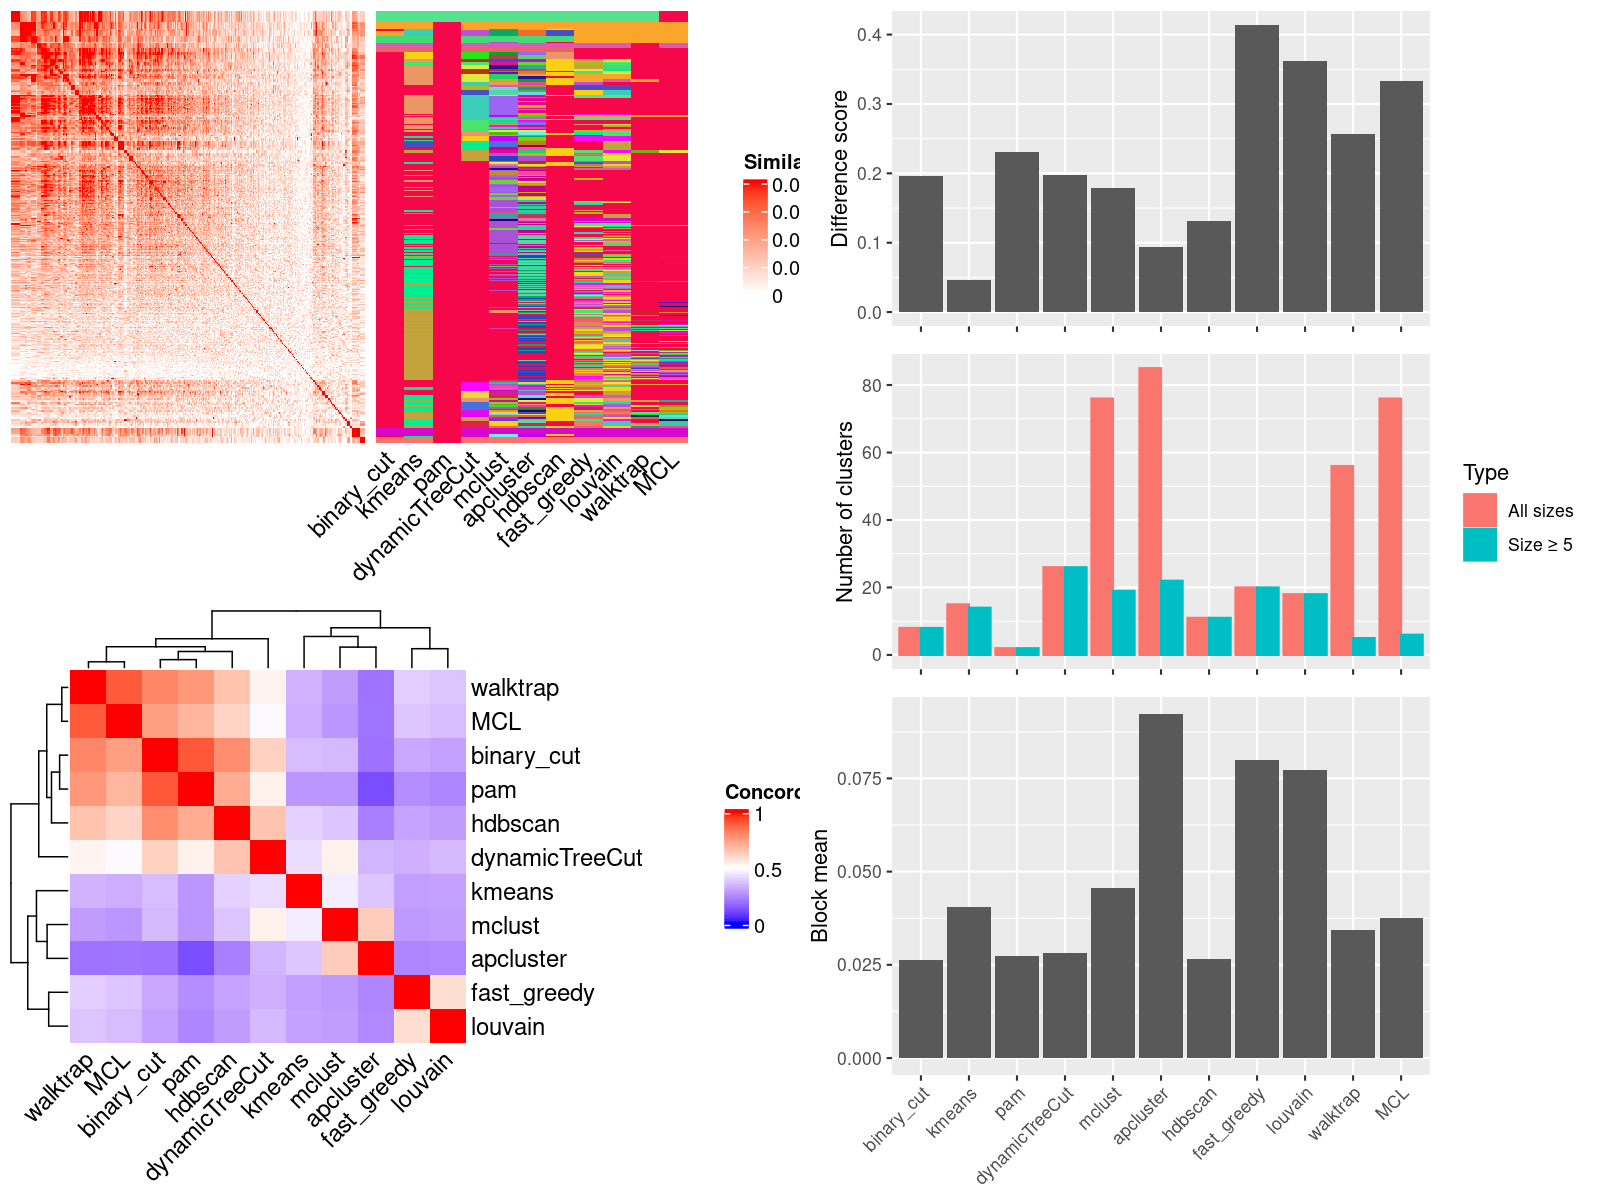 Simila
0.0
0.0
0.0
0.0
0
binary_cut
kmeans
pam
dynamicTreeCut
mclust
apcluster
hdbscan
fast_greedy
louvain
walktrap
MCL
walktrap
MCL
binary_cut
pam
hdbscan
dynamicTreeCut
kmeans
mclust
apcluster
fast_greedy
louvain
walktrap
MCL
binary_cut
pam
hdbscan
dynamicTreeCut
kmeans
mclust
apcluster
fast_greedy
louvain
Concord
1
0.5
0
Difference score
0.4
0.3
0.2
0.1
0.0
Number of clusters
80
60
40
20
0
Type
All sizes
Size ≥ 5
Block mean
0.075
0.050
0.025
0.000
binary_cut
kmeans
pam
dynamicTreeCut
mclust
apcluster
hdbscan
fast_greedy
louvain
walktrap
MCL